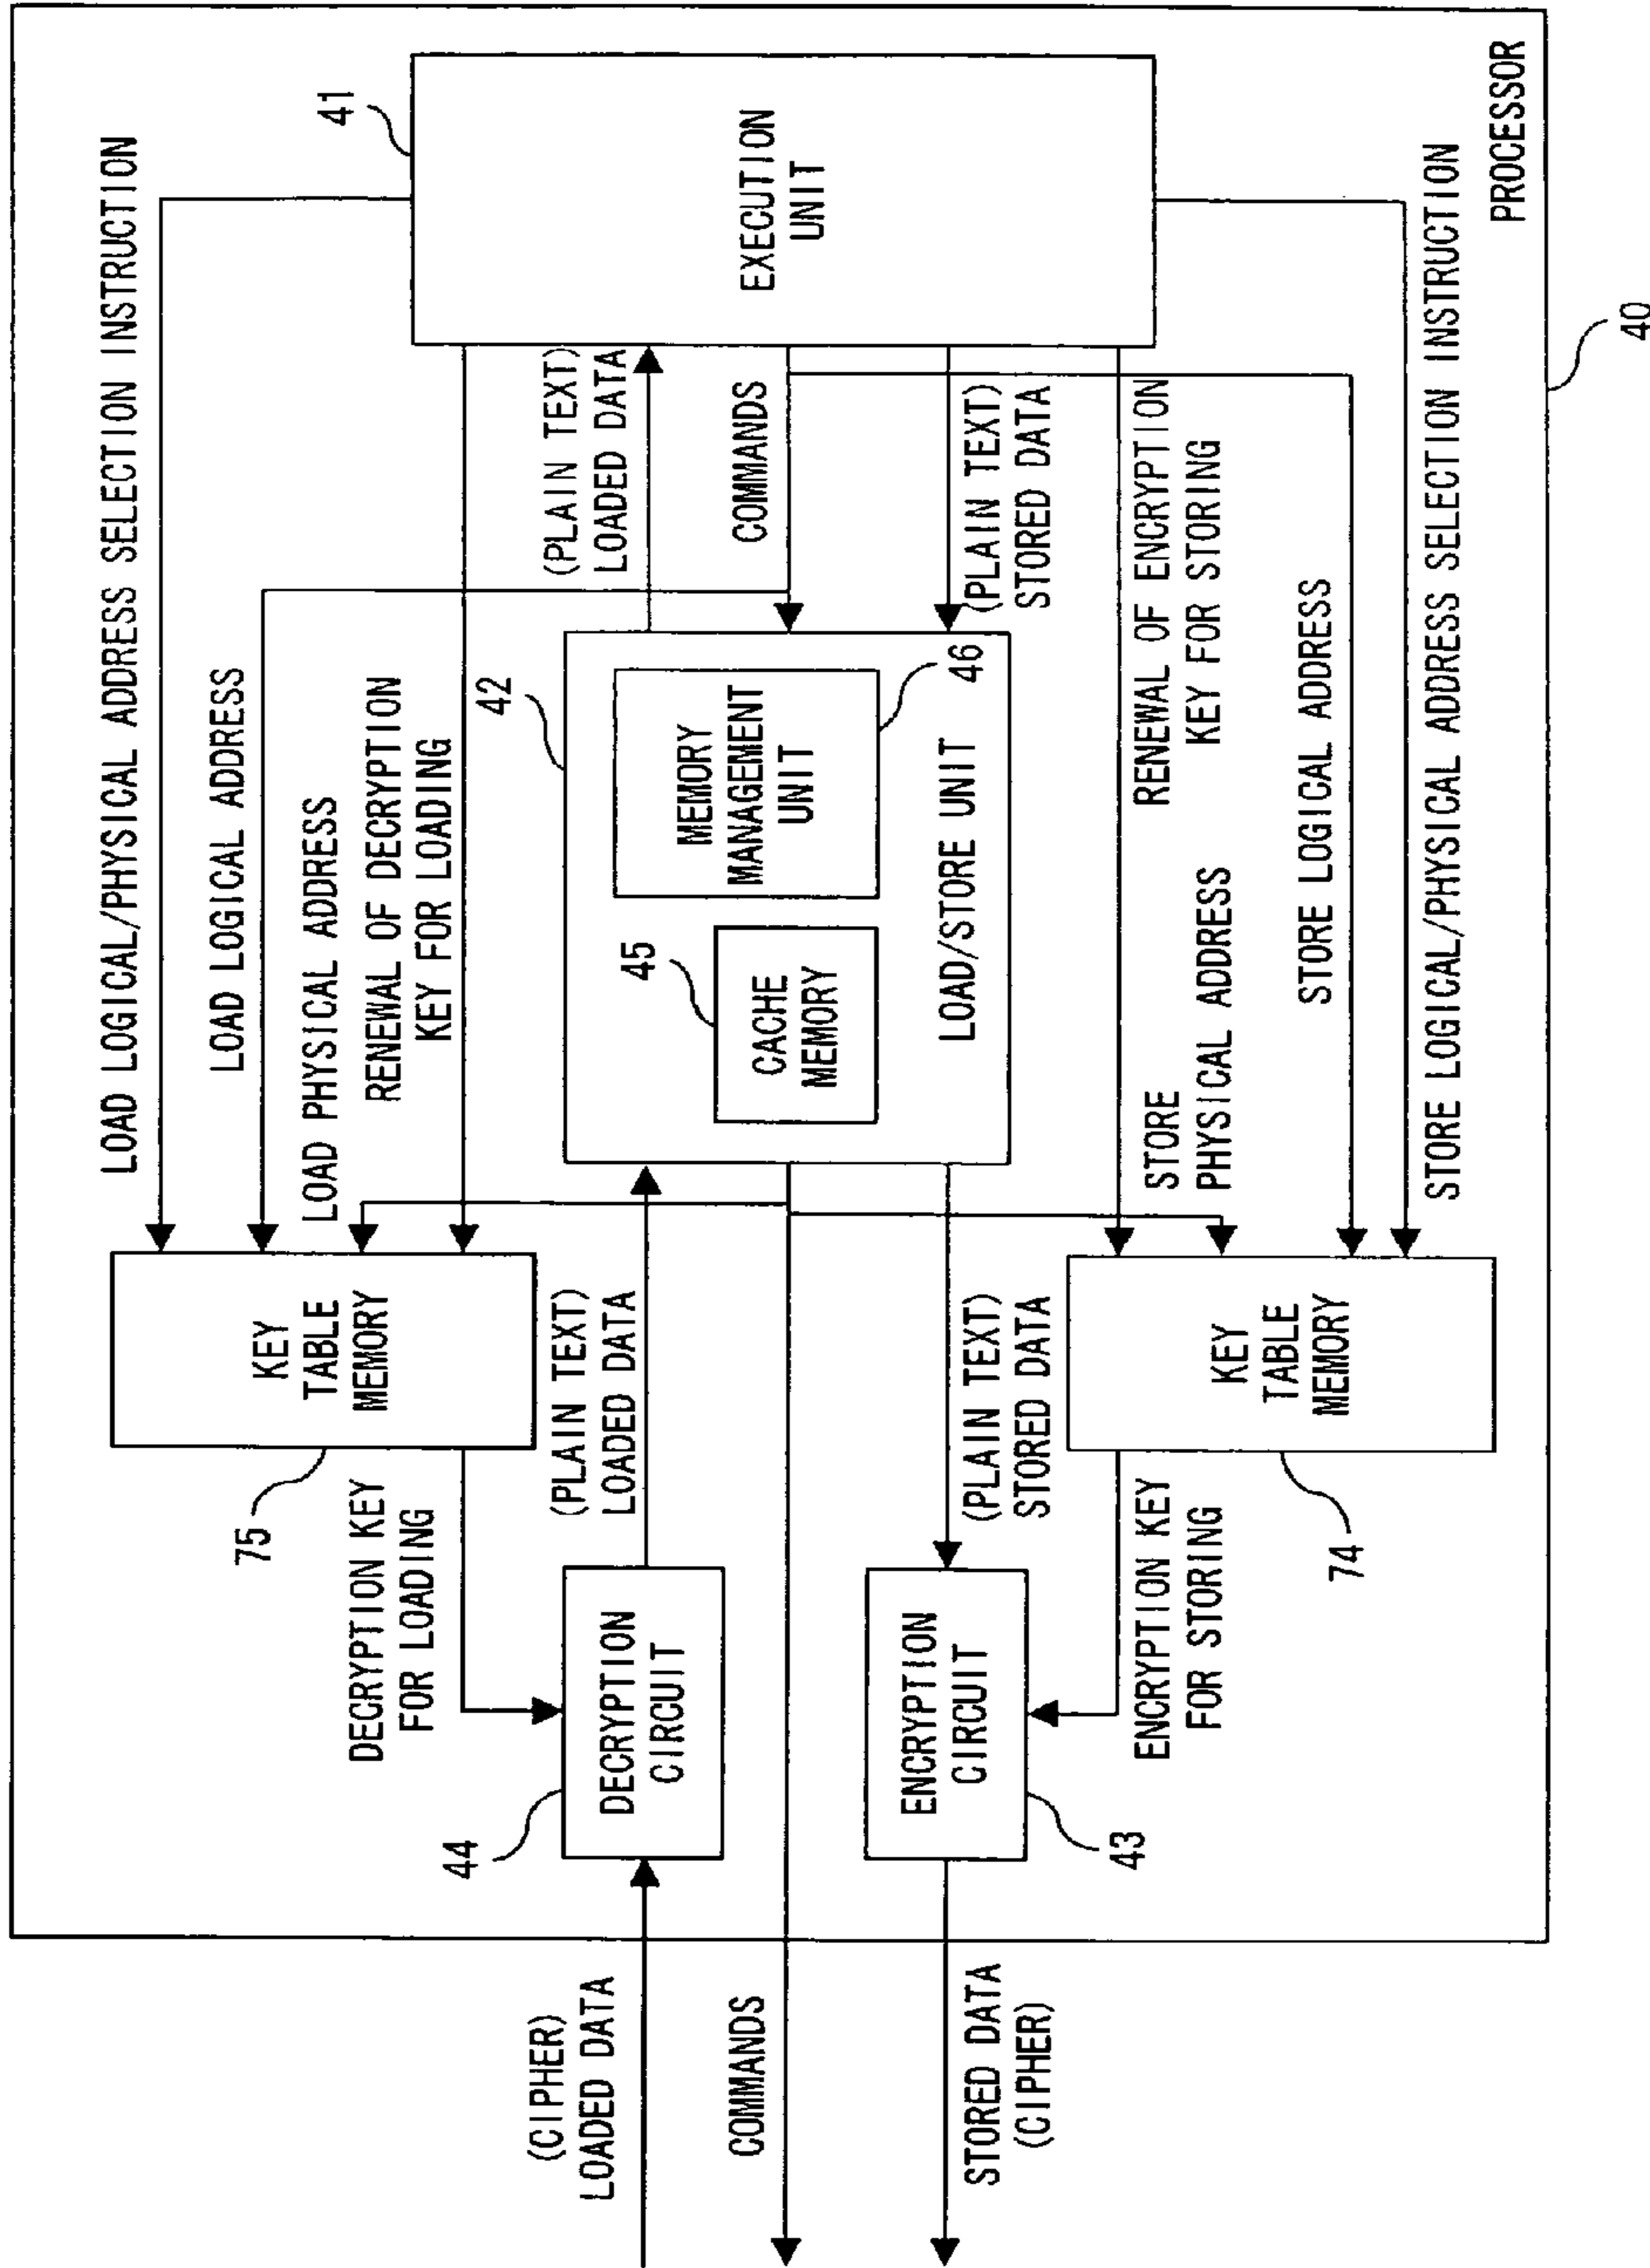 LOAD LOGICAL/PHYSICAL ADDRESS SELECTION INSTRUCTION
LOAD LOGICAL ADDRESS
LOAD PHYSICAL ADDRESS
RENEWAL OF DECRYPTION
KEY FOR LOADING
75
KEY
TABLE
MEMORY
41
EXECUTION
UNIT
DECRYPTION KEY
FOR LOADING
(PLAIN TEXT)
LOADED DATA
42
(PLAIN TEXT)
LOADED DATA
44
DECRYPTION
CIRCUIT
(CIPHER)
LOADED DATA
45
CACHE
MEMORY
MEMORY
MANAGEMENT
UNIT
46
LOAD/STORE UNIT
COMMANDS
COMMANDS
ENCRYPTION
CIRCUIT
43
STORED DATA
(CIPHER)
(PLAIN TEXT)
STORED DATA
(PLAIN TEXT)
STORED DATA
ENCRYPTION KEY
FOR STORING
STORE
PHYSICAL ADDRESS
RENEWAL OF ENCRYPTION
KEY FOR STORING
KEY
TABLE
MEMORY
74
STORE LOGICAL ADDRESS
STORE LOGICAL/PHYSICAL ADDRESS SELECTION INSTRUCTION
PROCESSOR
40